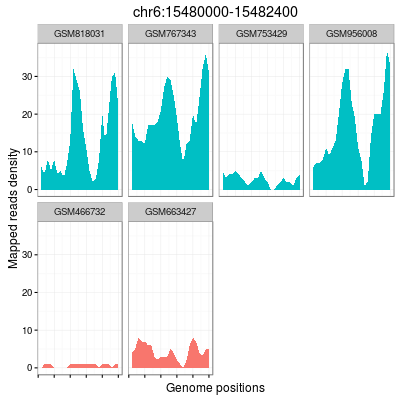 chr6:15480000-15482400
GSM818031 GSM767343 GSM753429 GSM956008
30
20
10
0
Mapped reads density
GSM466732 GSM663427
30
20
10
0
Genome positions